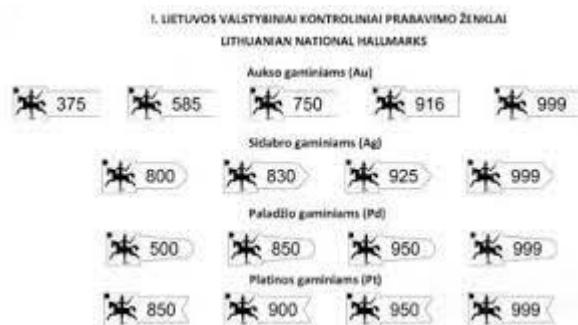 I. LIETUVOS VALSTYBINIAI KONTROLINIAI PRABAVIMO ŽENKLAI
LITHUANIAN NATIONAL HALLMARKS
Aukso gaminiams (Au)
375 585 750 916 999
Sidabro gaminiams (Ag)
800 830 925 999
Paladžio gaminiams (Pd)
500 850 950 999
Platinos gaminiams (Pt)
850 900 950 999